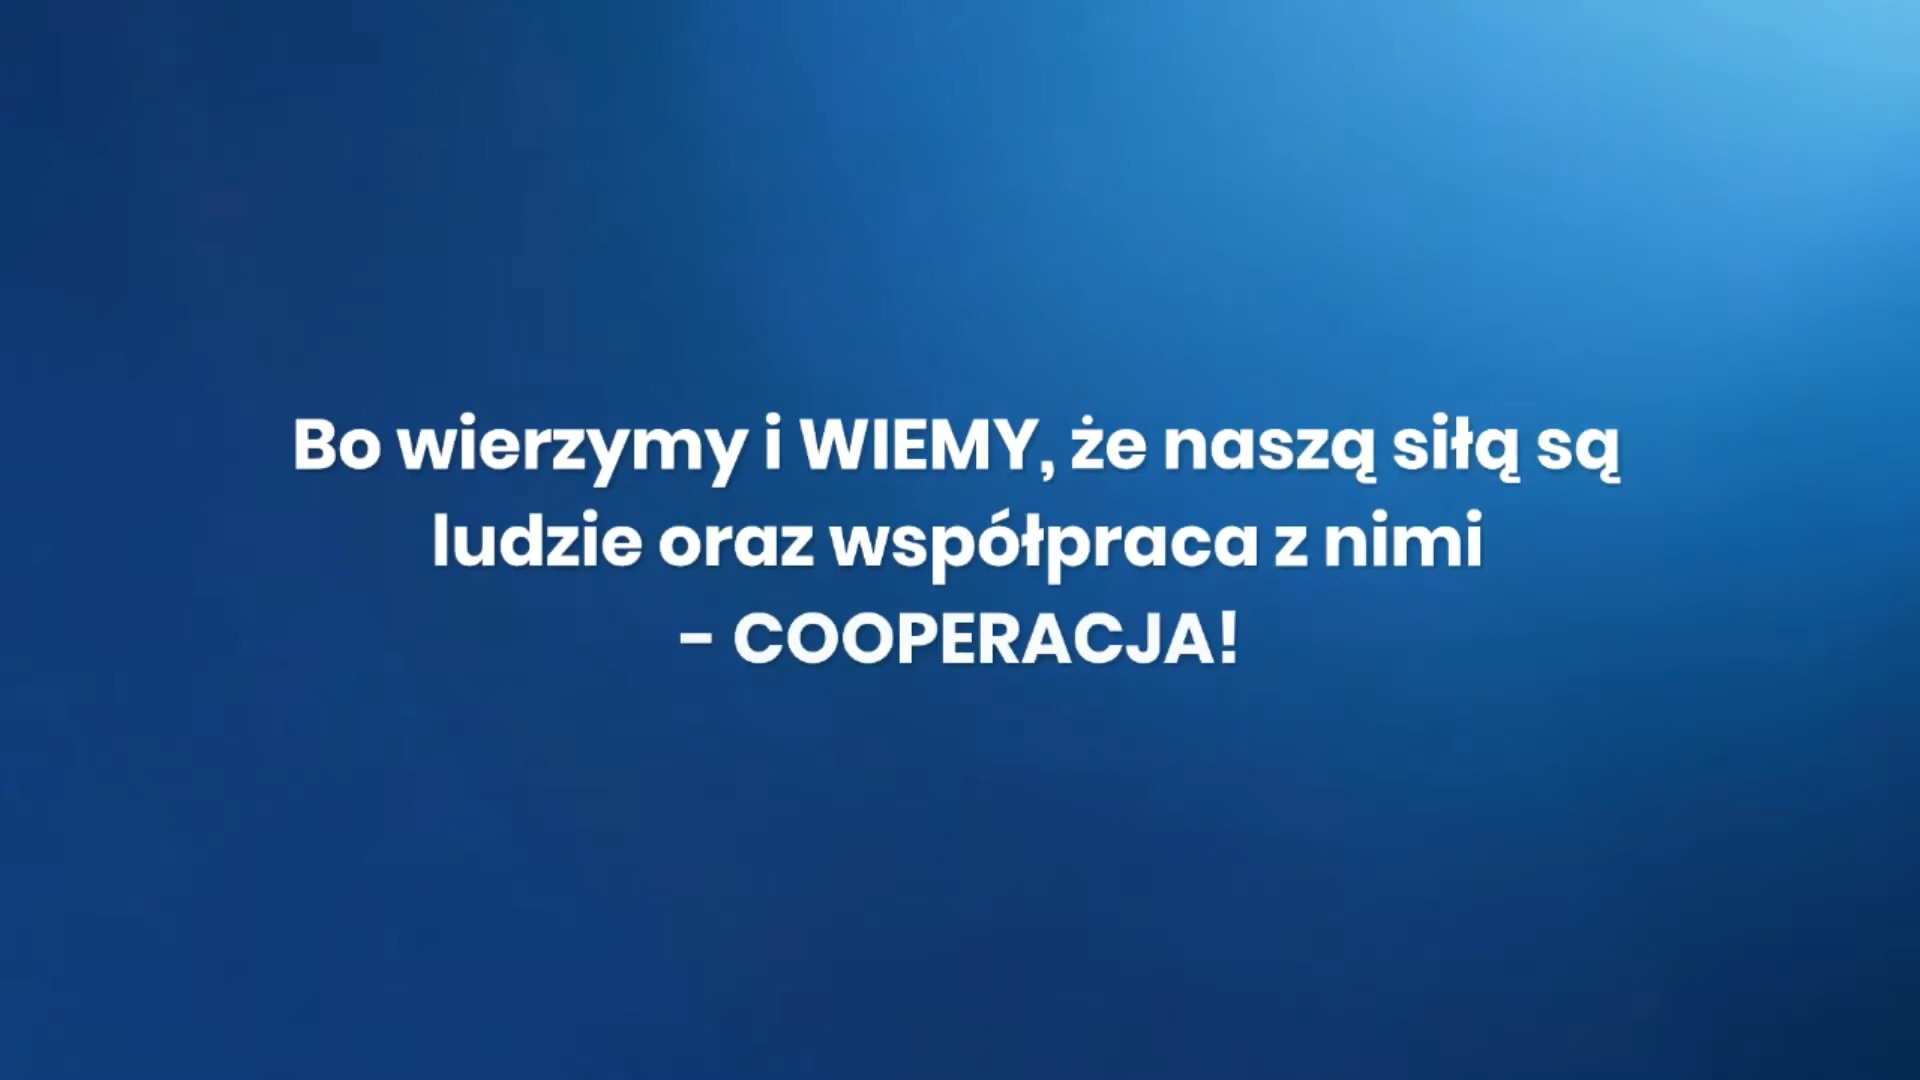 Bo wierzymy i WIEMY, że naszą siłą są
ludzie oraz współpraca z nimi
- COOPERACJA!